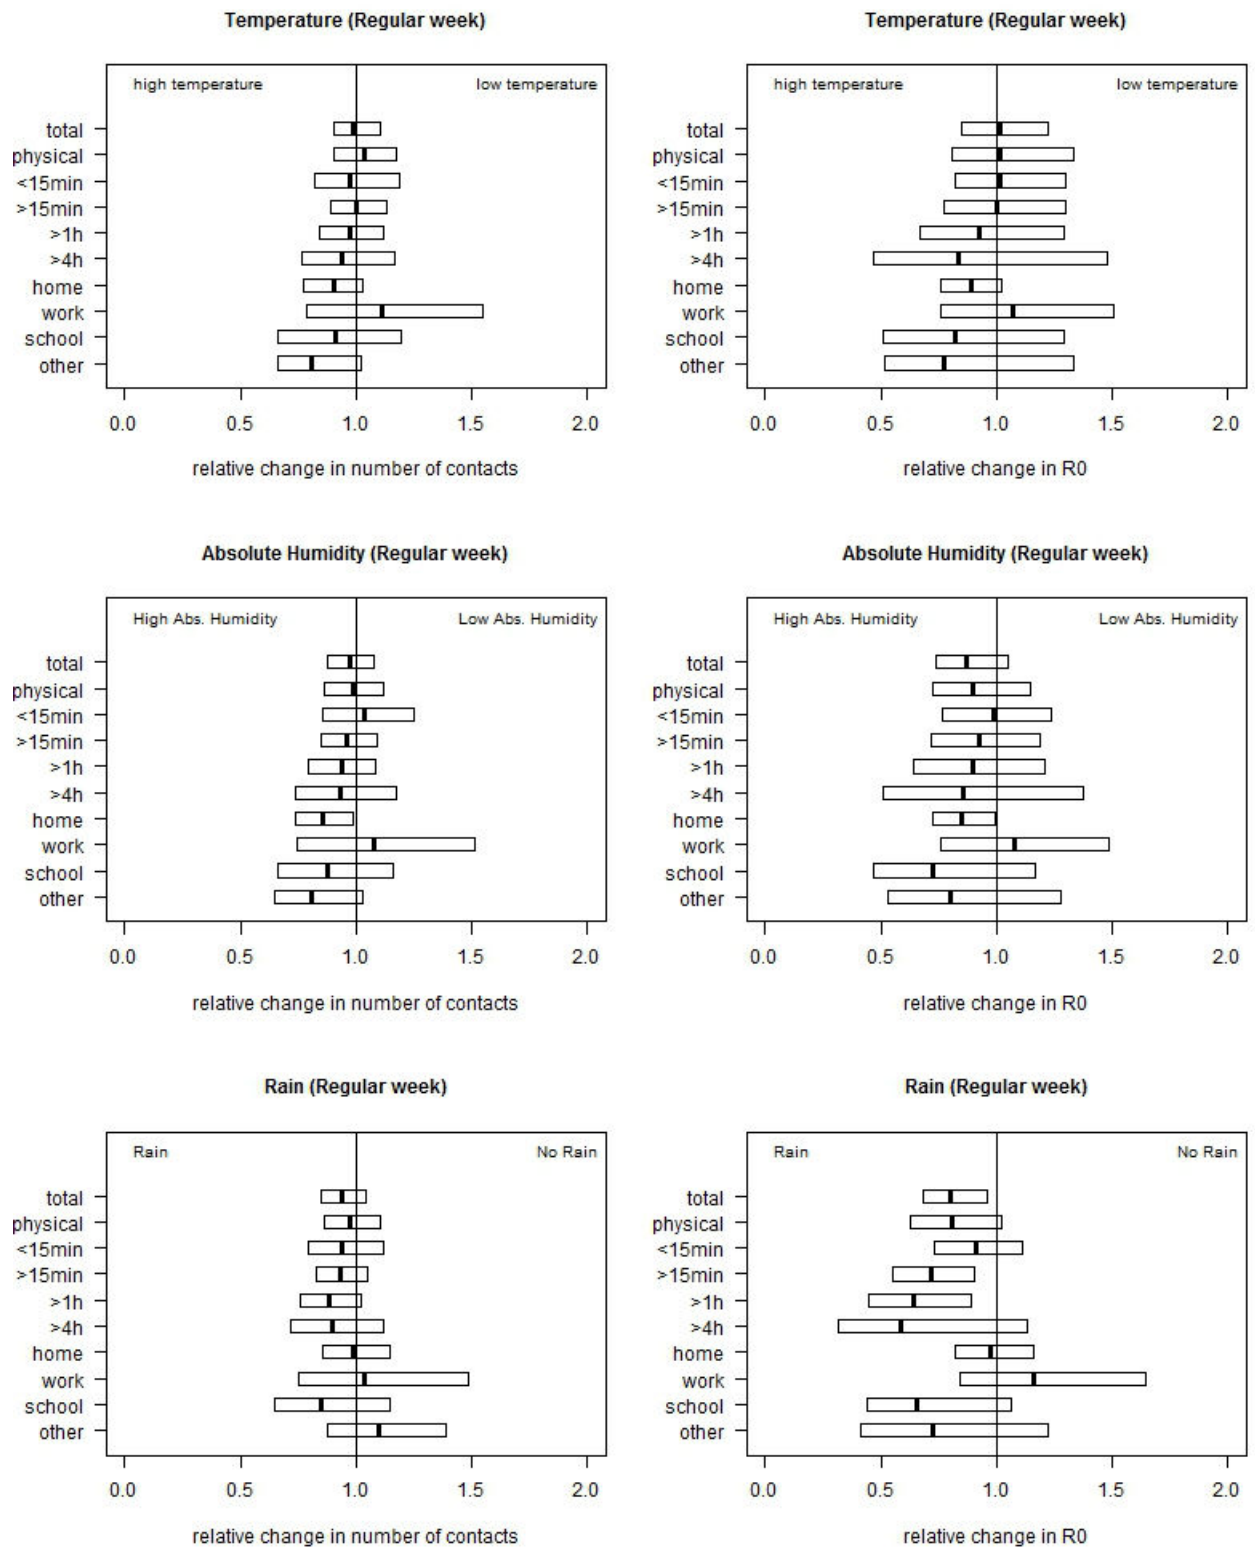 Temperature (Regular week)
high temperature
low temperature
total
physical
<15min
>15min
>1h
>4h
home
work
school
other
0.0 0.5 1.0 1.5 2.0
relative change in number of contacts
Temperature (Regular week)
high temperature
low temperature
total
physical
<15min
>15min
>1h
>4h
home
work
school
other
0.0 0.5 1.0 1.5 2.0
relative change in R0
Absolute Humidity (Regular week)
High Abs. Humidity
Low Abs. Humidity
total
physical
<15min
>15min
>1h
>4h
home
work
school
other
0.0 0.5 1.0 1.5 2.0
relative change in number of contacts
Absolute Humidity (Regular week)
High Abs. Humidity
Low Abs. Humidity
total
physical
<15min
>15min
>1h
>4h
home
work
school
other
0.0 0.5 1.0 1.5 2.0
relative change in R0
Rain (Regular week)
Rain
No Rain
total
physical
<15min
>15min
>1h
>4h
home
work
school
other
0.0 0.5 1.0 1.5 2.0
relative change in number of contacts
Rain (Regular week)
Rain
No Rain
total
physical
<15min
>15min
>1h
>4h
home
work
school
other
0.0 0.5 1.0 1.5 2.0
relative change in R0